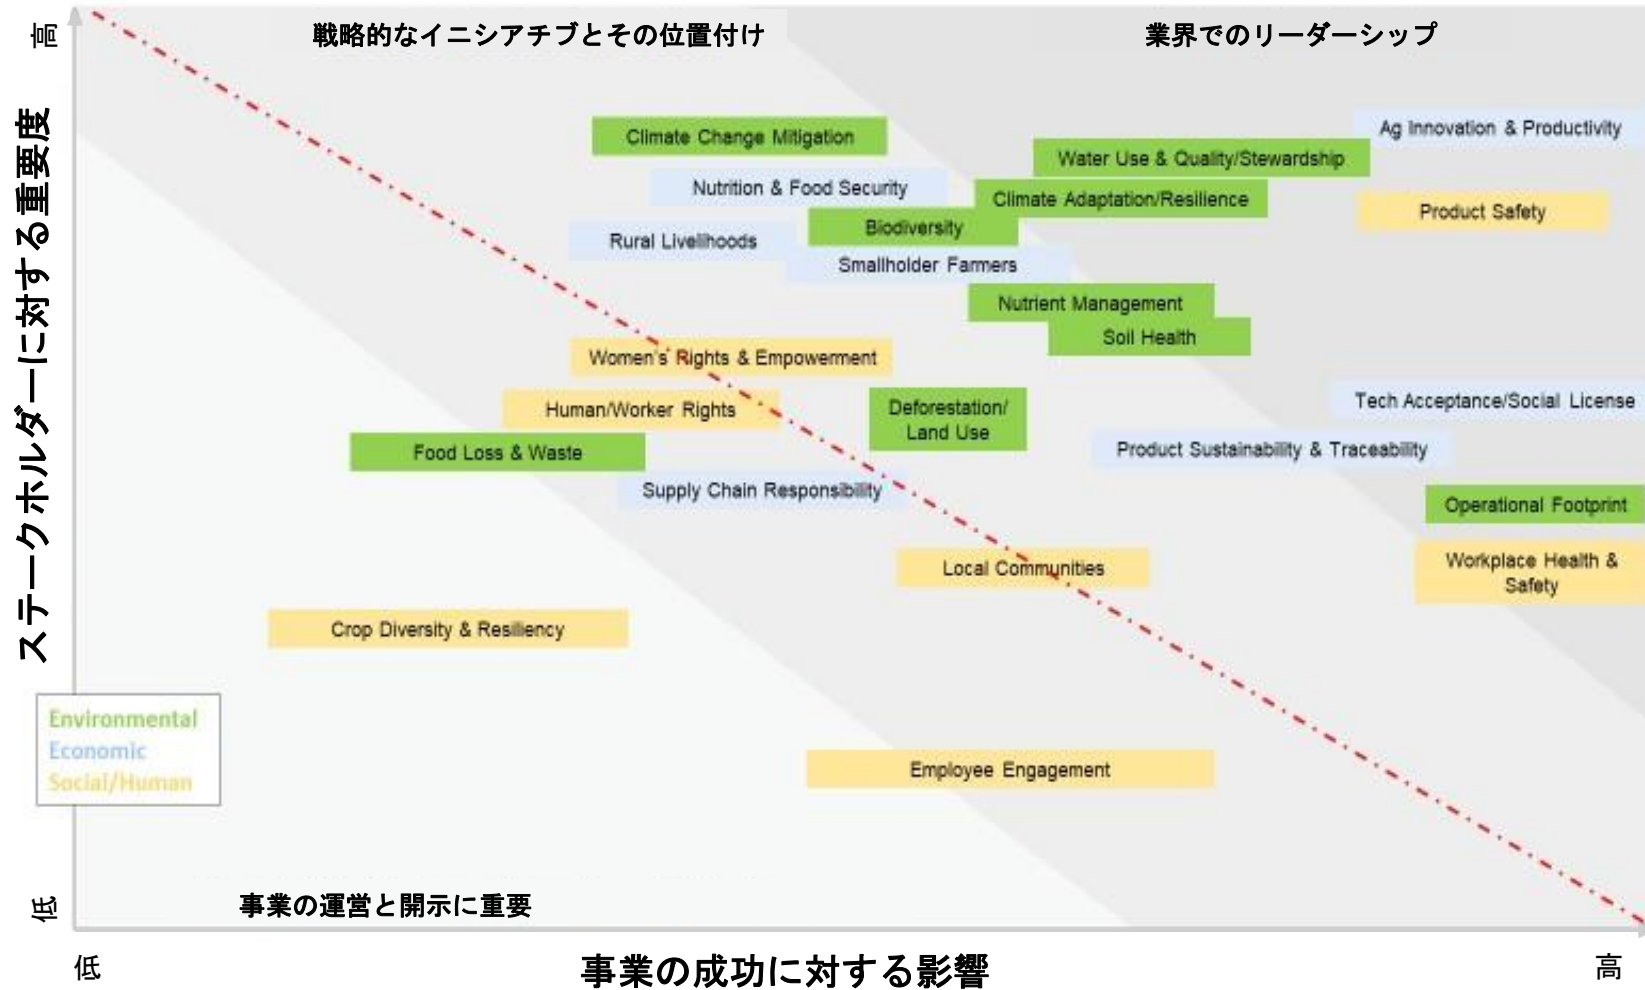 高
戦略的なイニシアチブとその位置付け
業界でのリーダーシップ
ステークホルダーに対する重要度
Climate Change Mitigation
Ag Innovation & Productivity
Water Use & Quality/Stewardship
Nutrition & Food Security
Climate Adaptation/Resilience
Product Safety
Biodiversity
Rural Livelihoods
Smallholder Farmers
Nutrient Management
Soil Health
Women's Rights & Empowerment
Human/Worker Rights
Deforestation/
Land Use
Tech Acceptance/Social License
Food Loss & Waste
Product Sustainability & Traceability
Supply Chain Responsibility
Operational Footprint
Local Communities
Workplace Health &
Safety
Crop Diversity & Resiliency
Environmental
Economic
Social/Human
Employee Engagement
事業の運営と開示に重要
低
低
事業の成功に対する影響
高